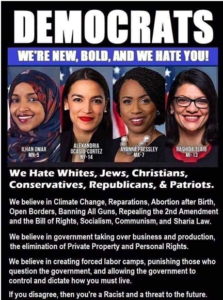 DEMOCRATS
WE'RE NEW, BOLD, AND WE HATE YOU!
ILHAN OMAR
MN-5
ALEXANDRIA
OCASIO-CORTEZ
NY-14
AYANNA PRESSLEY
MA-7
RASHIDA TLAIB
MI-13
We Hate Whites, Jews, Christians,
Conservatives, Republicans, & Patriots.
We believe in Climate Change, Reparations, Abortion after Birth,
Open Borders, Banning All Guns, Repealing the 2nd Amendment
and the Bill of Rights, Socialism, Communism, and Sharia Law.
We believe in government taking over business and production,
the elimination of Private Property and Personal Rights.
We believe in creating forced labor camps, punishing those
who question the government, and allowing the government to
control and dictate how you must live.
If you disagree, then you're a Racist and a threat to the future.